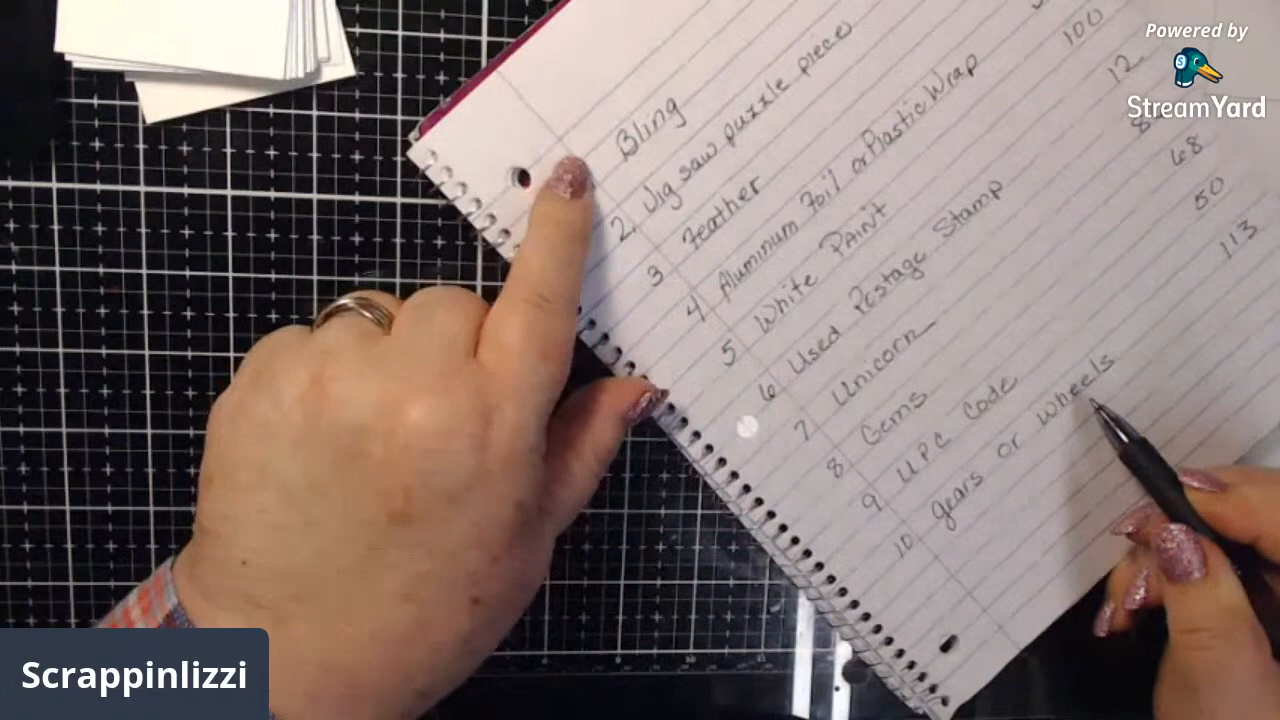 Powered by
StreamYard
Bling
2 Jigsaw puzzle piece
3 Feather 100
4 Aluminum Foil or Plastic Wrap 12
5 White Paint
6 Used Postage Stamp 68
7 Unicorn 50
8 Gems 113
9 UPC Code
10 gears or wheels
Scrappinlizzi